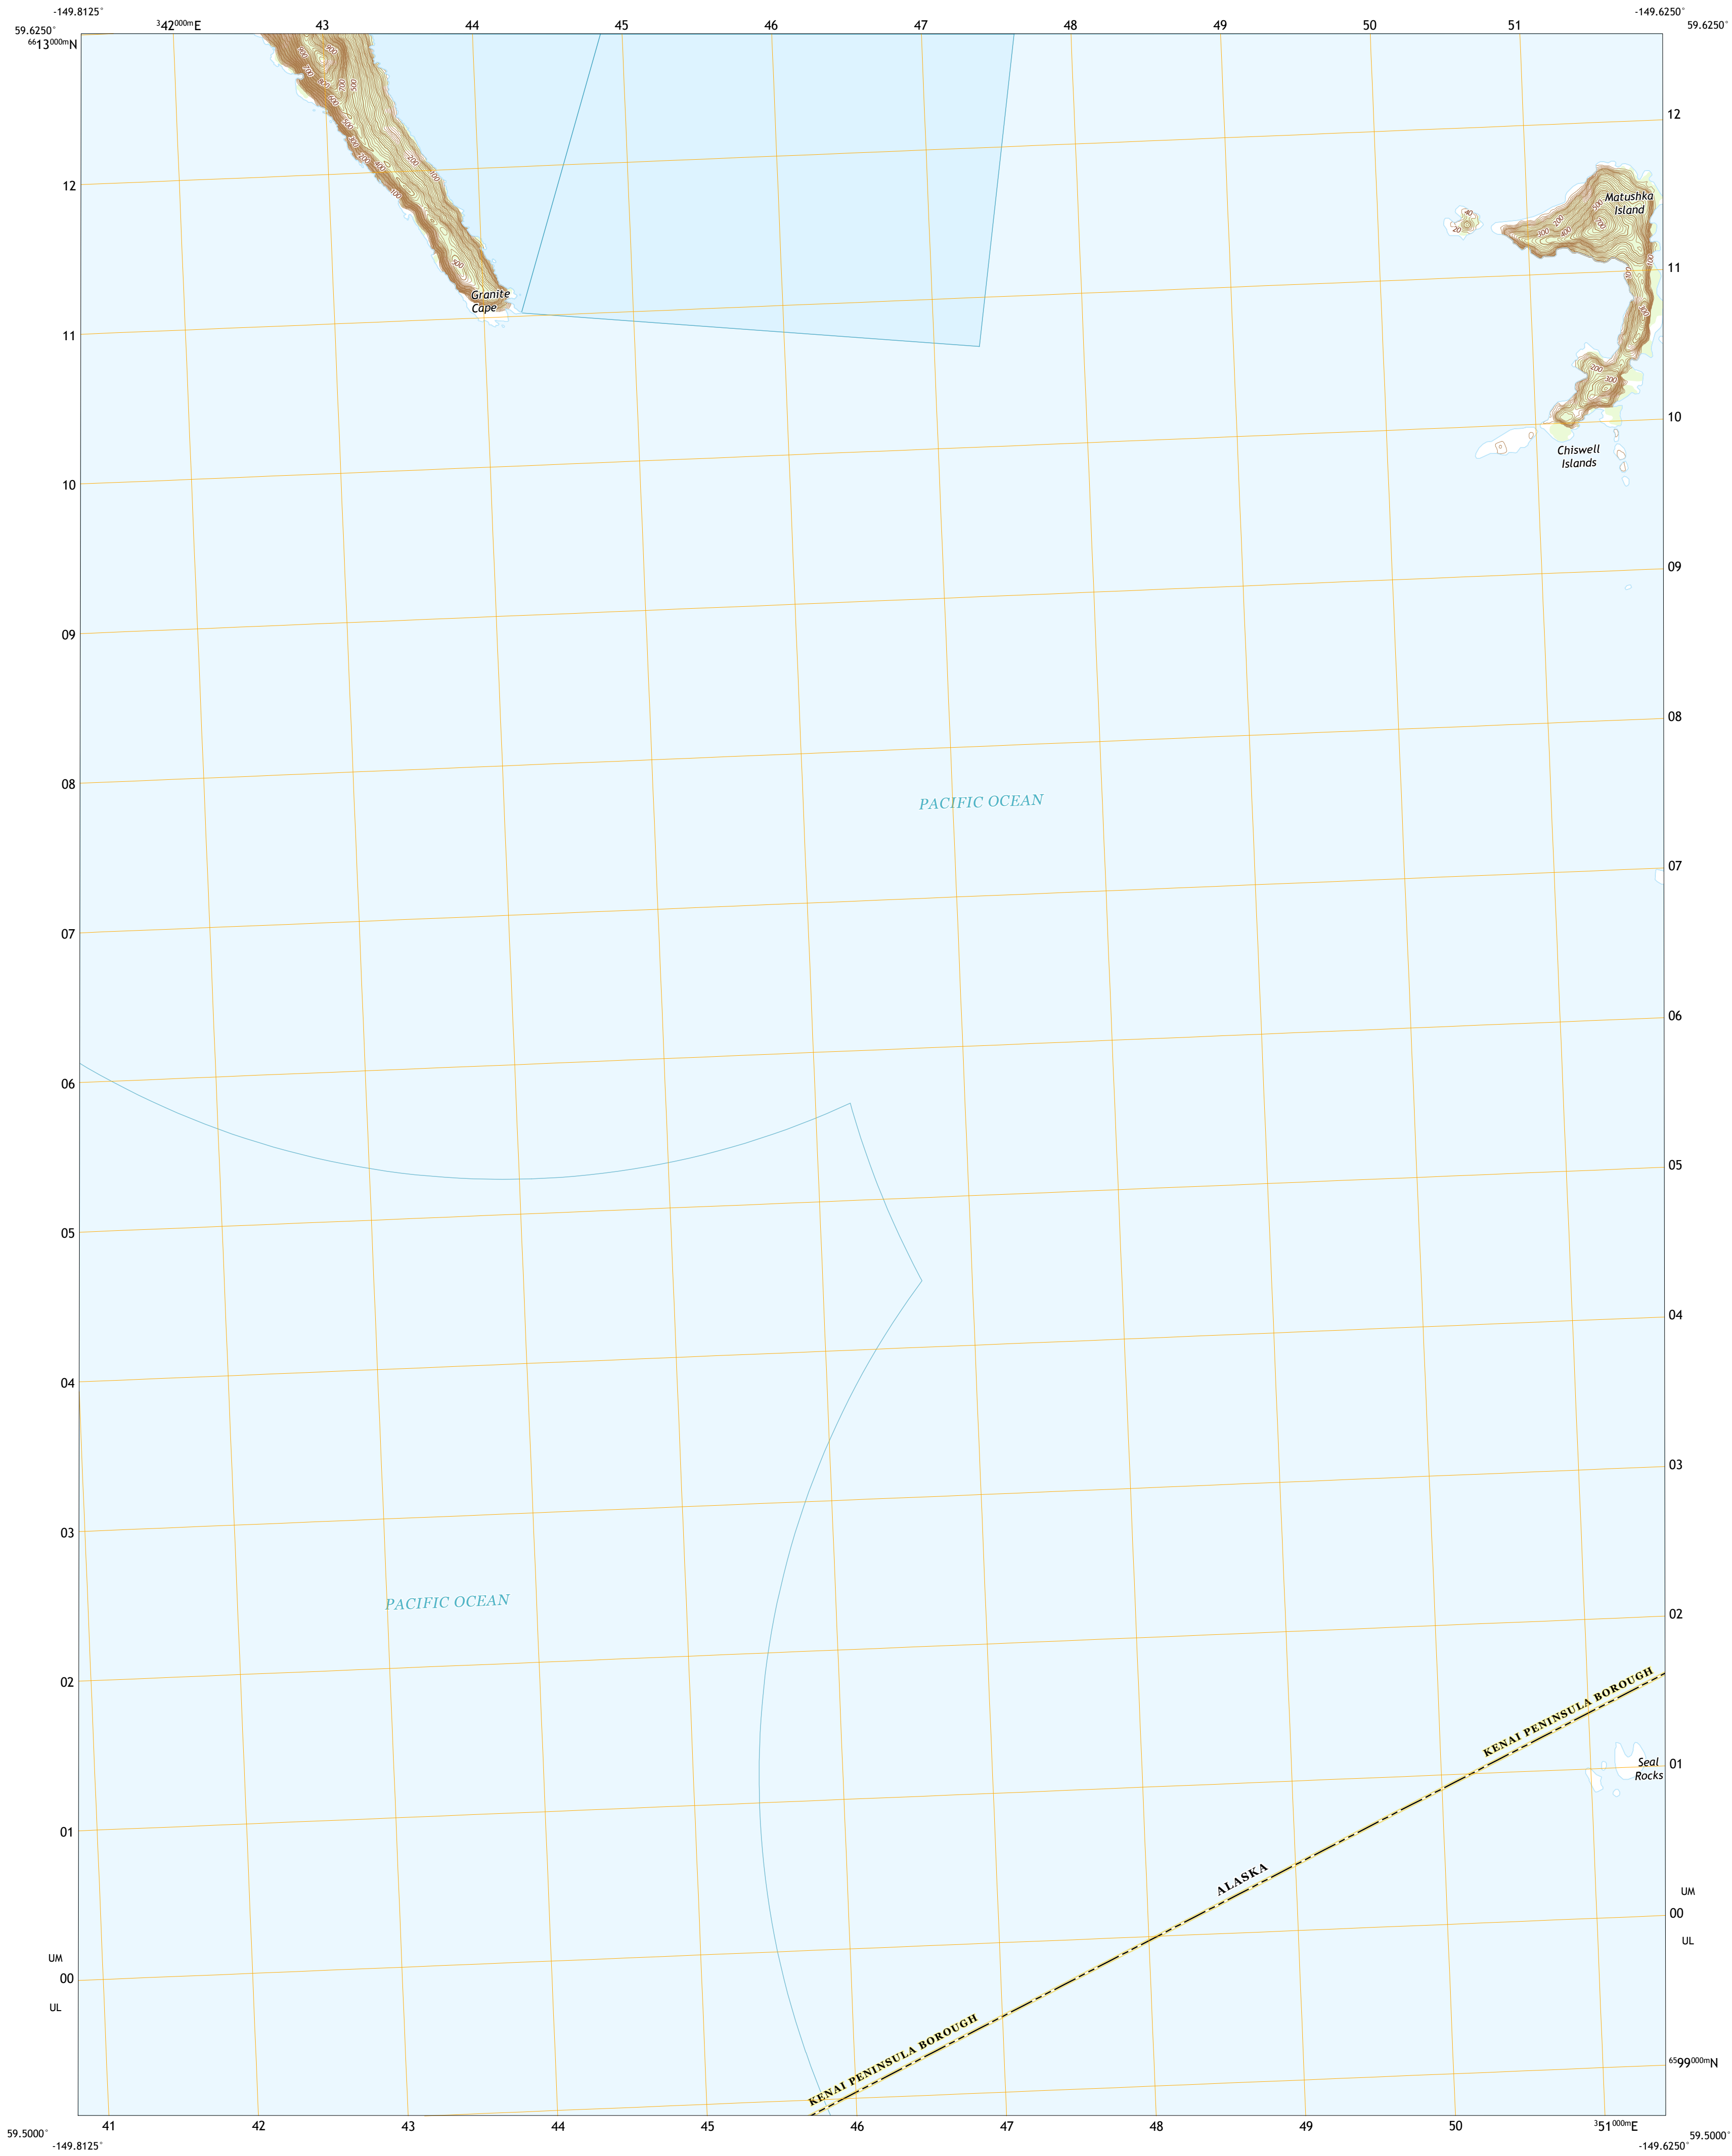 -149.8125°
-149.6250°
59.6250°
³42⁰⁰⁰ᵐE
43
44
45
46
47
48
49
50
51
59.6250°
⁶⁶13⁰⁰⁰ᵐN
12
12
Matushka
Island
11
Granite
Cape
11
10
Chiswell
Islands
10
09
09
08
PACIFIC OCEAN
08
07
07
06
06
05
05
04
04
03
03
PACIFIC OCEAN
02
02
KENAI PENINSULA BOROUGH
Seal
Rocks
01
01
ALASKA
UM
00
UL
UM
00
UL
KENAI PENINSULA BOROUGH
⁶⁵99⁰⁰⁰ᵐN
41
42
43
44
45
46
47
48
49
50
³51⁰⁰⁰ᵐE
59.5000°
59.5000°
-149.8125°
-149.6250°